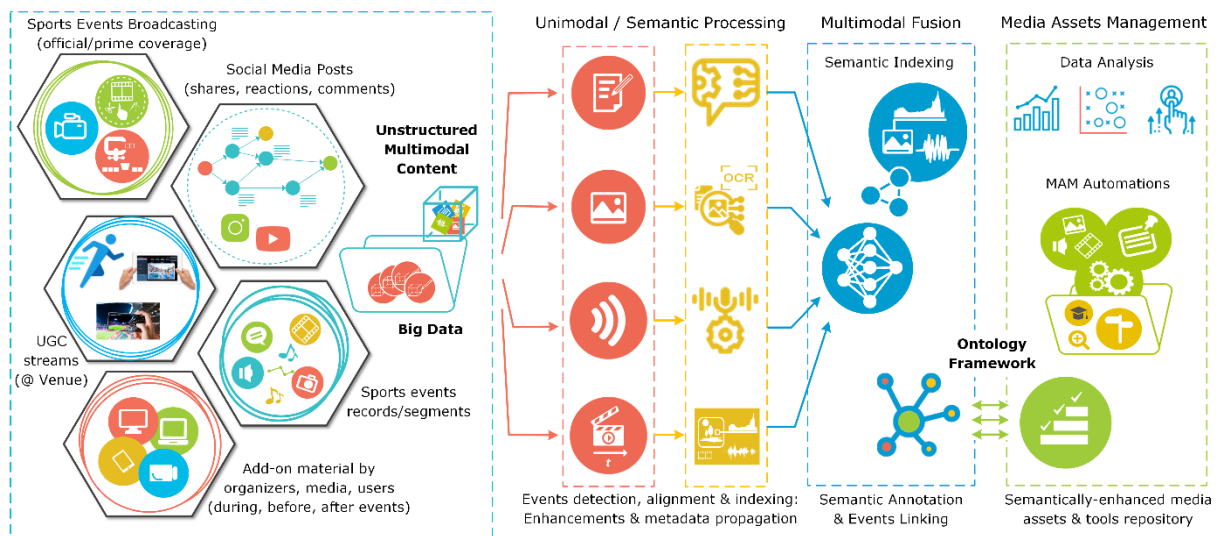 Sports Events Broadcasting
(official/prime coverage)
Social Media Posts
(shares, reactions, comments)
Unstructured
Multimodal
Content
Big Data
UGC
streams
(@ Venue)
Sports events
records/segments
Add-on material by
organizers, media, users
(during, before, after events)
Unimodal / Semantic Processing
OCR
t
Events detection, alignment & indexing:
Enhancements & metadata propagation
Multimodal Fusion
Semantic Indexing
Ontology
Framework
Semantic Annotation
& Events Linking
Media Assets Management
Data Analysis
MAM Automations
Semantically-enhanced media
assets & tools repository